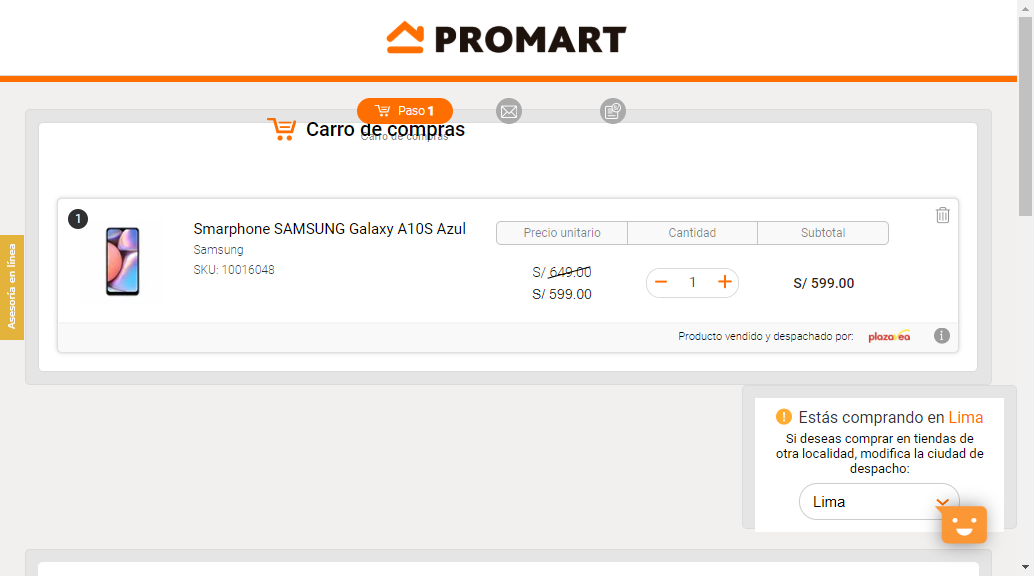 PROMART
Paso 1
Carro de compras
Carro de compras
1
Smarphone SAMSUNG Galaxy A10S Azul
Samsung
SKU: 10016048
Precio unitario
Cantidad
Subtotal
S/ 649.00
S/ 599.00
1
S/ 599.00
Asesoría en línea
Producto vendido y despachado por:
plazavea
i
Estás comprando en Lima
Si deseas comprar en tiendas de
otra localidad, modifica la ciudad de
despacho:
Lima